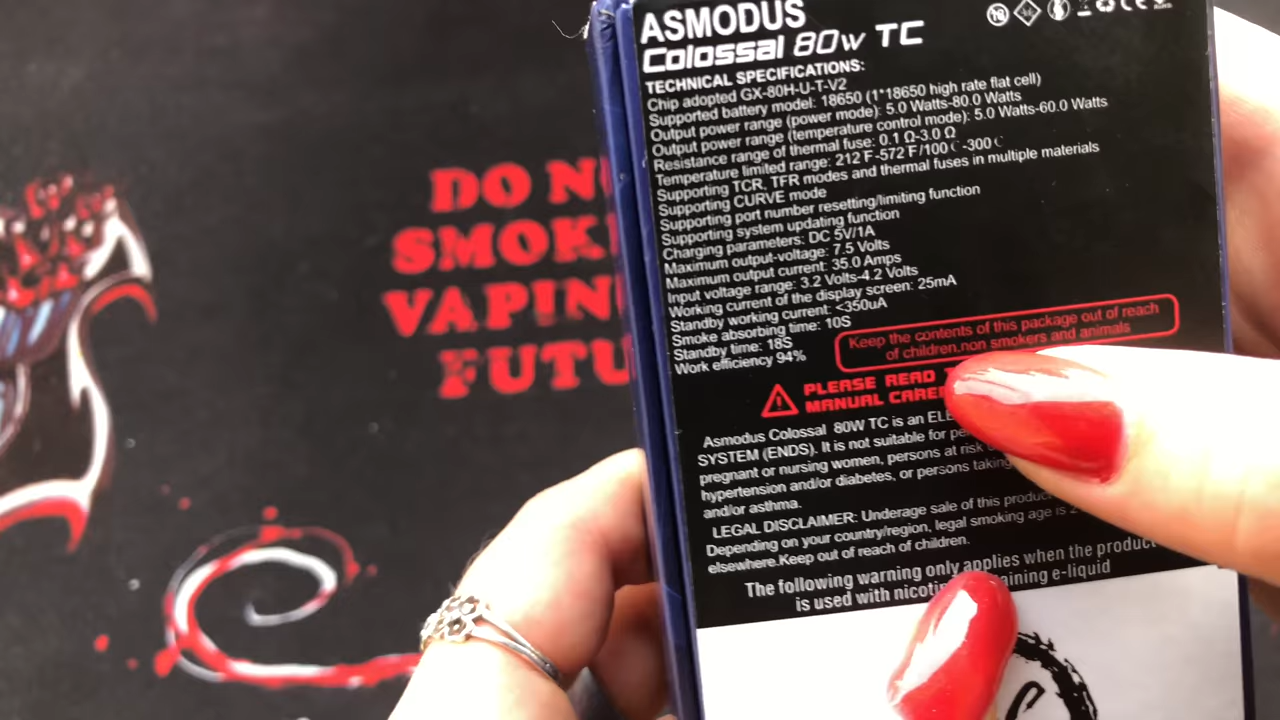 DO
SMOK
VAPIN
FUTU
ASMODUS
Colossal 80w TC
TECHNICAL SPECIFICATIONS:
Chip adopted GX-80H-U-T-V2
Supported battery model: 18650 (1*18650 high rate flat cell)
Output power range (power mode): 5.0 Watts-80.0 Watts
Output power range (temperature control mode): 5.0 Watts-60.0 Watts
Resistance range of thermal fuse: 0.1 Ω-3.0 Ω
Temperature limited range: 212 F-572 F/100 C -300 C
Supporting TCR, TFR modes and thermal fuses in multiple materials
Supporting CURVE mode
Supporting port number resetting/limiting function
Supporting system updating function
Charging parameters: DC 5V/1A
Maximum output-voltage: 7.5 Volts
Maximum output current: 35.0 Amps
Input voltage range: 3.2 Volts-4.2 Volts
Working current of the display screen: 25mA
Standby working current: <350uA
Smoke absorbing time: 10S
Standby time: 18S
Work efficiency 94%
Keep the contents of this package out of reach
of children,non smokers and animals
PLEASE READ
MANUAL
Asmodus Colossal 80W TC is an
SYSTEM (ENDS). It is not suitable for
pregnant or nursing women, persons at risk
hypertension and/or diabetes, or persons taking
and/or asthma.
LEGAL DISCLAIMER: Underage sale of this product
Depending on your country/region, legal smoking age is
elsewhere.Keep out of reach of children.
The following warning only applies when the product
is used with e-liquid